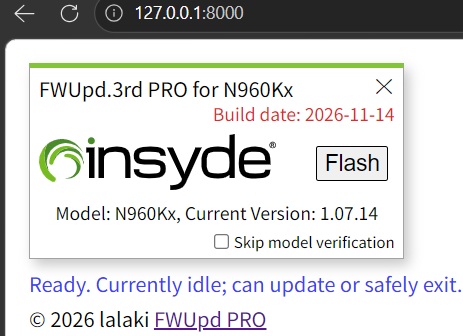 127.0.0.1:8000
FWUpd.3rd PRO for N960Kx
Build date: 2026-11-14
insyde®
Flash
Model: N960Kx, Current Version: 1.07.14
Skip model verification
Ready. Currently idle; can update or safely exit.
© 2026 lalaki FWUpd PRO